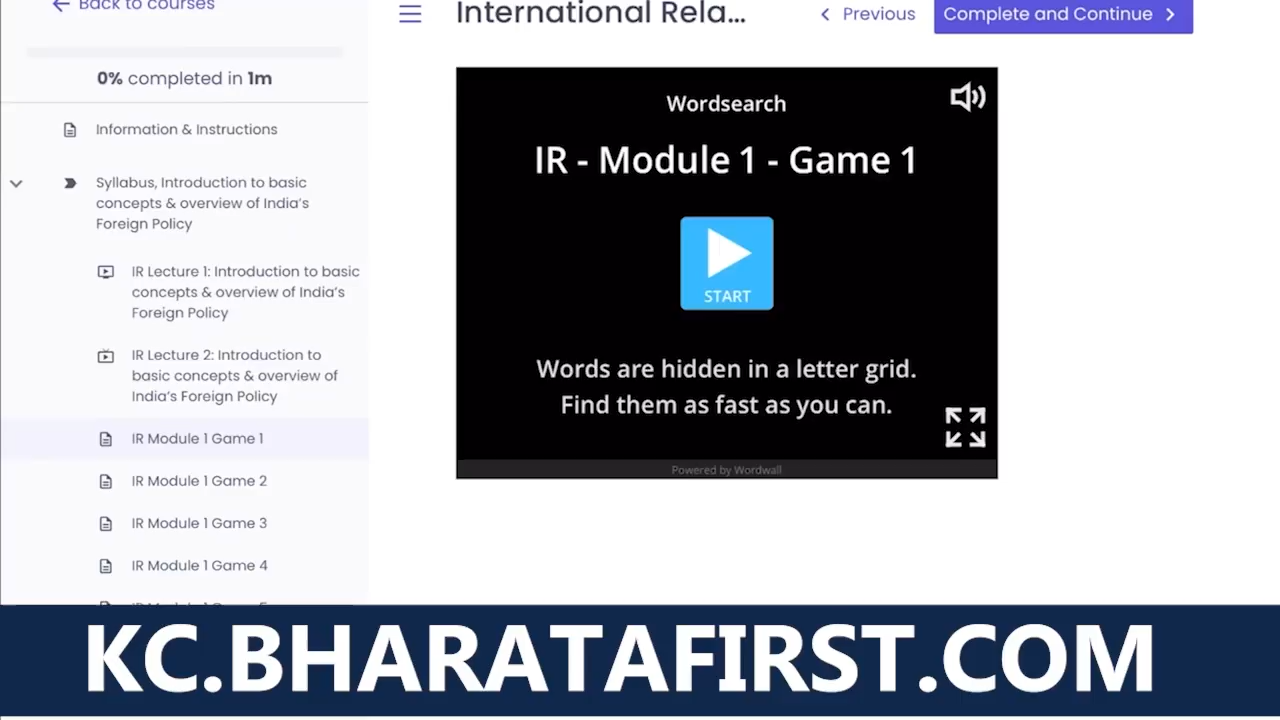 Back to courses
International Rela...
Previous
Complete and Continue
0% completed in 1m
Information & Instructions
Syllabus, Introduction to basic
concepts & overview of India's
Foreign Policy
IR Lecture 1: Introduction to basic
concepts & overview of India's
Foreign Policy
IR Lecture 2: Introduction to
basic concepts & overview of
India's Foreign Policy
IR Module 1 Game 1
IR Module 1 Game 2
IR Module 1 Game 3
IR Module 1 Game 4
Wordsearch
IR - Module 1 - Game 1
START
Words are hidden in a letter grid.
Find them as fast as you can.
Powered by Wordwall
KC.BHARATAFIRST.COM